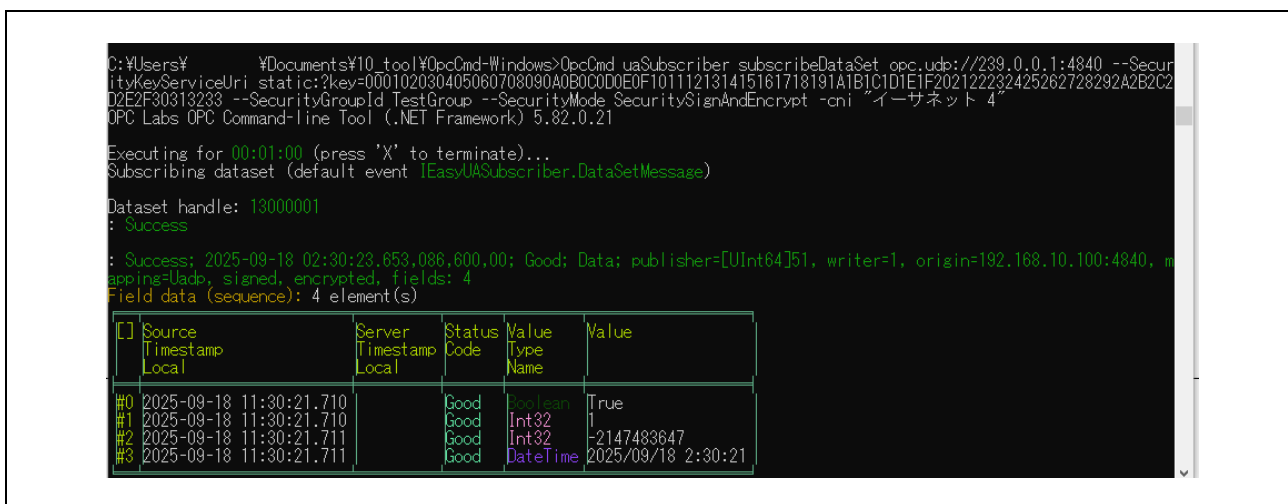 C:¥Users¥ ¥Documents¥10_tool¥OpcCmd-Windows>OpcCmd uaSubscriber subscribeDataSet opc.udp://239.0.0.1:4840 --Secur
ityKeyServiceUri static:?key=000102030405060708090A0B0C0D0E0F101112131415161718191A1B1C1D1E1F202122232425262728292A2B2C2
D2E2F30313233 --SecurityGroupId TestGroup --SecurityMode SecuritySignAndEncrypt -cni "イーサネット 4"
OPC Labs OPC Command-line Tool (.NET Framework) 5.82.0.21
Executing for 00:01:00 (press 'X' to terminate)...
Subscribing dataset (default event IEasyUASubscriber.DataSetMessage)
Dataset handle: 13000001
: Success
: Success; 2025-09-18 02:30:23.653,086,600,00; Good; Data; publisher=[UInt64]51, writer=1, origin=192.168.10.100:4840, m
apping=Uadp, signed, encrypted, fields: 4
Field data (sequence): 4 element(s)
[] Source Server Status Value Value
Timestamp Timestamp Code Type
Local Local Name
#0 2025-09-18 11:30:21.710 Good Boolean True
#1 2025-09-18 11:30:21.710 Good Int32 1
#2 2025-09-18 11:30:21.711 Good Int32 -2147483647
#3 2025-09-18 11:30:21.711 Good DateTime 2025/09/18 2:30:21